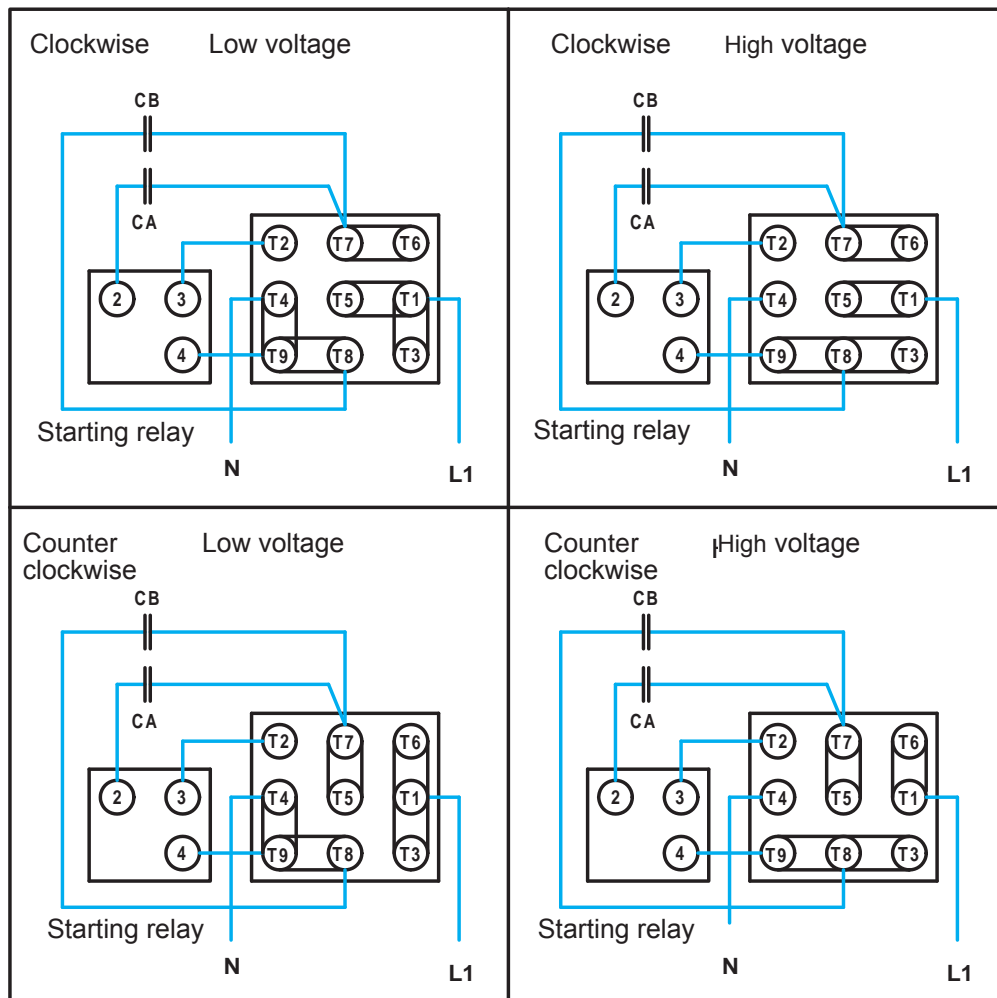 Clockwise Low voltage
CB
CA
T2 T7 T6
2 3 T4 T5 T1
4 T9 T8 T3
Starting relay
N L1
Clockwise High voltage
CB
CA
T2 T7 T6
2 3 T4 T5 T1
4 T9 T8 T3
Starting relay
N L1
Counter Low voltage
clockwise
CB
CA
T2 T7 T6
2 3 T4 T5 T1
4 T9 T8 T3
Starting relay
N L1
Counter High voltage
clockwise
CB
CA
T2 T7 T6
2 3 T4 T5 T1
4 T9 T8 T3
Starting relay
N L1